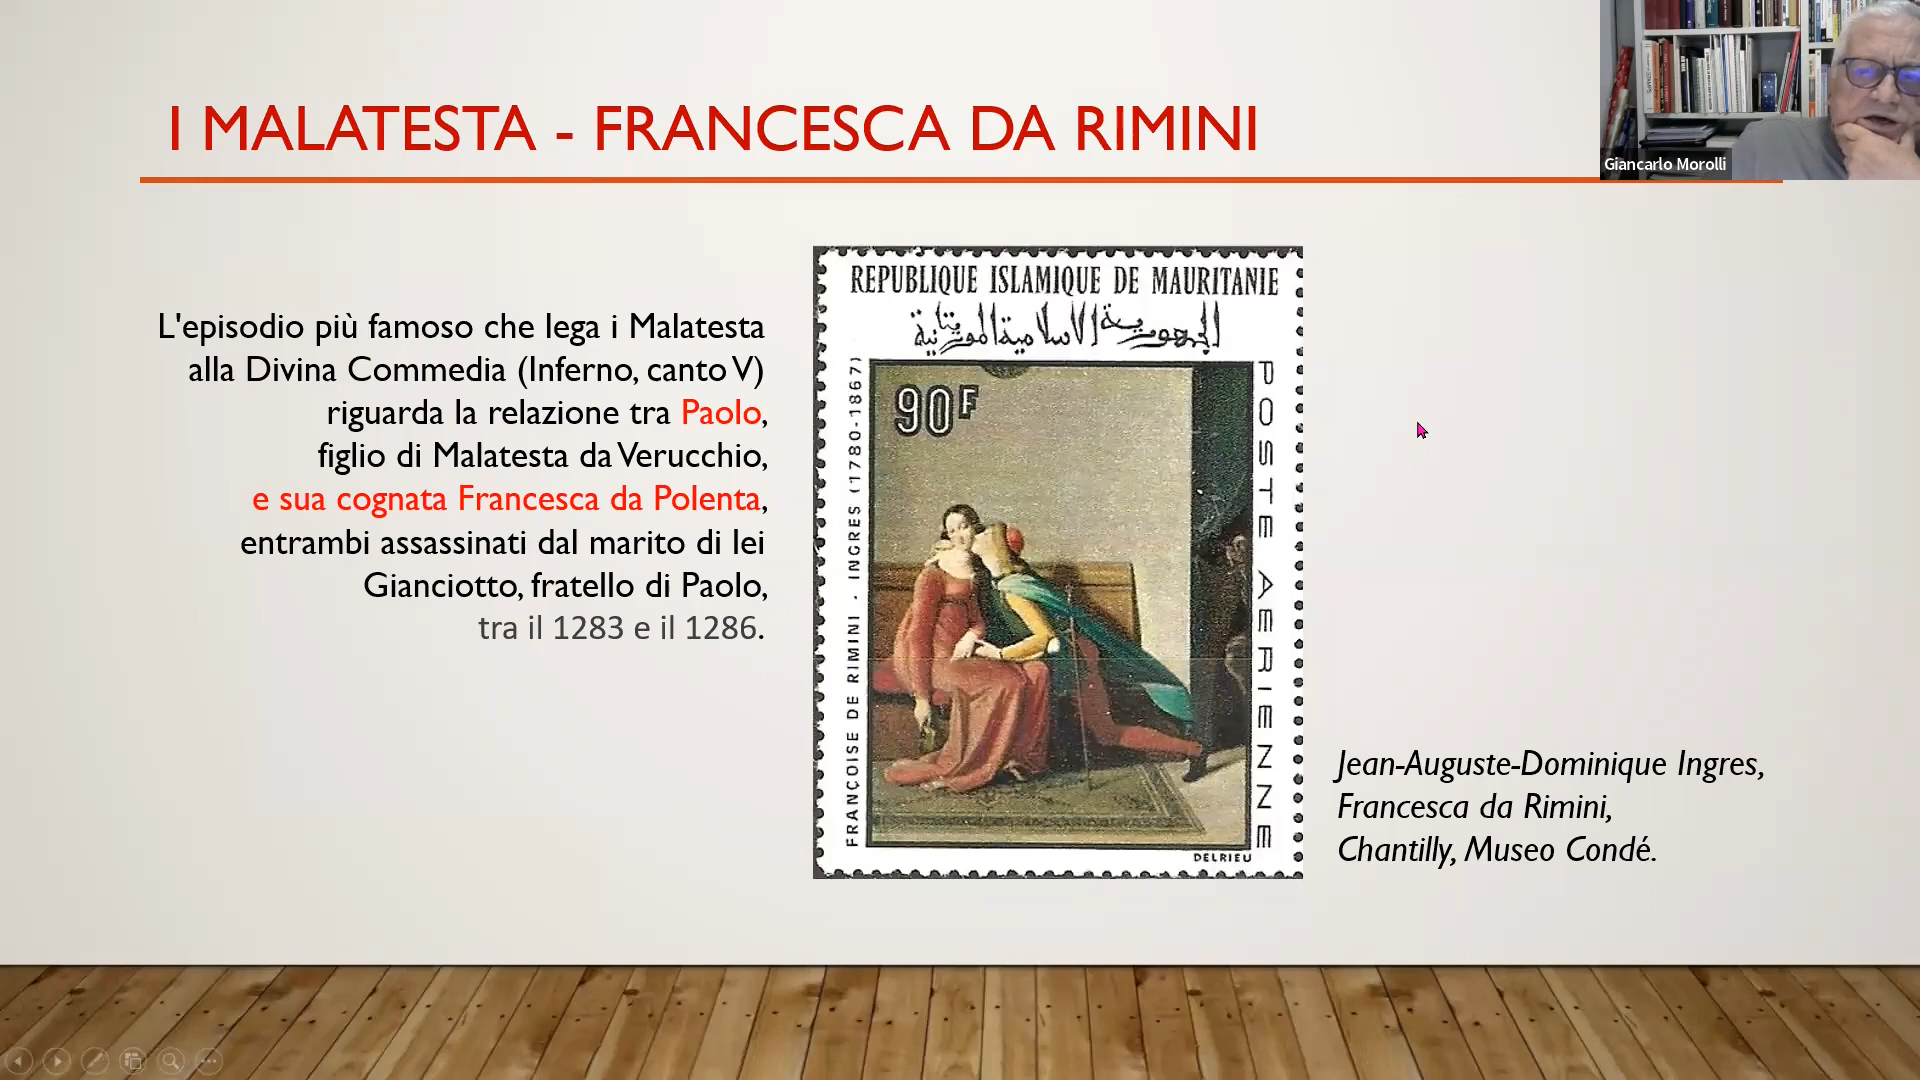 I MALATESTA - FRANCESCA DA RIMINI
Giancarlo Morolli
L'episodio più famoso che lega i Malatesta
alla Divina Commedia (Inferno, canto V)
riguarda la relazione tra Paolo,
figlio di Malatesta da Verucchio,
e sua cognata Francesca da Polenta,
entrambi assassinati dal marito di lei
Gianciotto, fratello di Paolo,
tra il 1283 e il 1286.
REPUBLIQUE ISLAMIQUE DE MAURITANIE
الجمهورية الاسلامية الموريتانية
90F
FRANÇOISE DE RIMINI . INGRES (1780-1867)
POSTE AERIENNE
DELRIEU
Jean-Auguste-Dominique Ingres,
Francesca da Rimini,
Chantilly, Museo Condé.